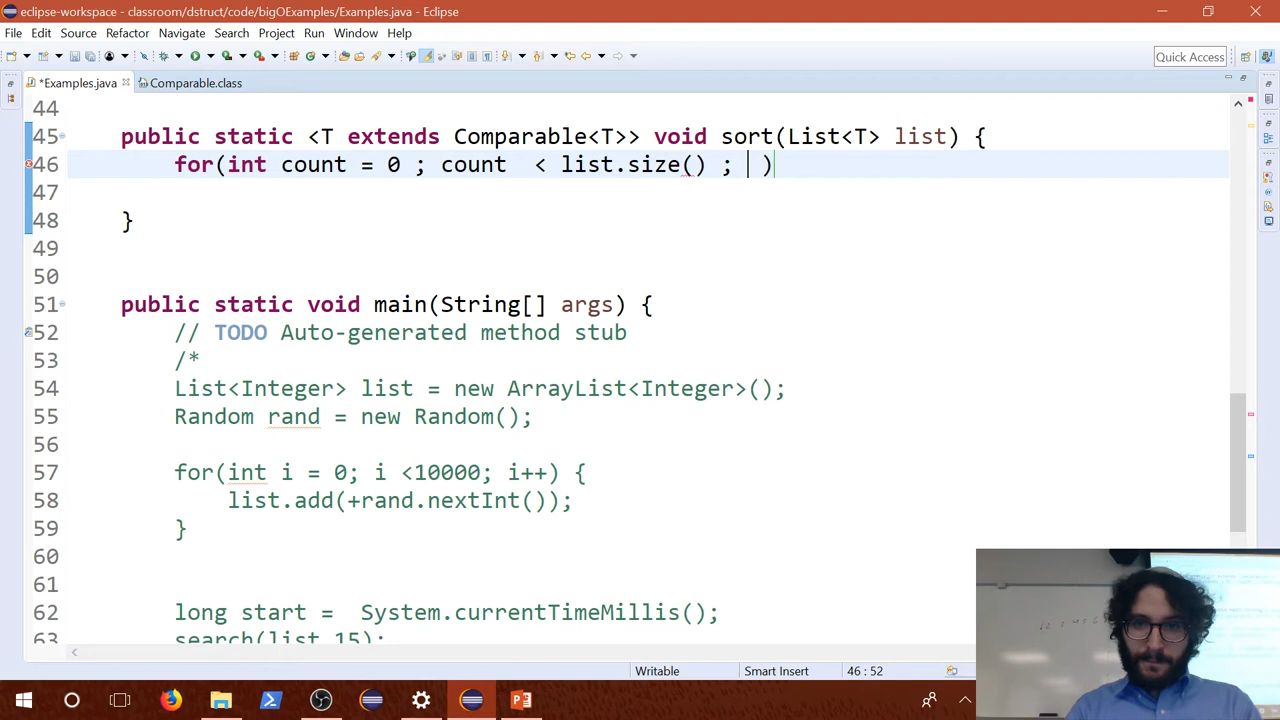 eclipse-workspace - classroom/dstruct/code/bigOExamples/Examples.java - Eclipse
File Edit Source Refactor Navigate Search Project Run Window Help
Quick Access
*Examples.java Comparable.class
44
45 public static <T extends Comparable<T>> void sort(List<T> list) {
46 for(int count = 0 ; count  < list.size() ;  )
47
48 }
49
50
51 public static void main(String[] args) {
52 // TODO Auto-generated method stub
53 /*
54 List<Integer> list = new ArrayList<Integer>();
55 Random rand = new Random();
56
57 for(int i = 0; i <10000; i++) {
58 list.add(+rand.nextInt());
59 }
60
61
62 long start =  System.currentTimeMillis();
63 search(list,15);
Writable Smart Insert 46 : 52